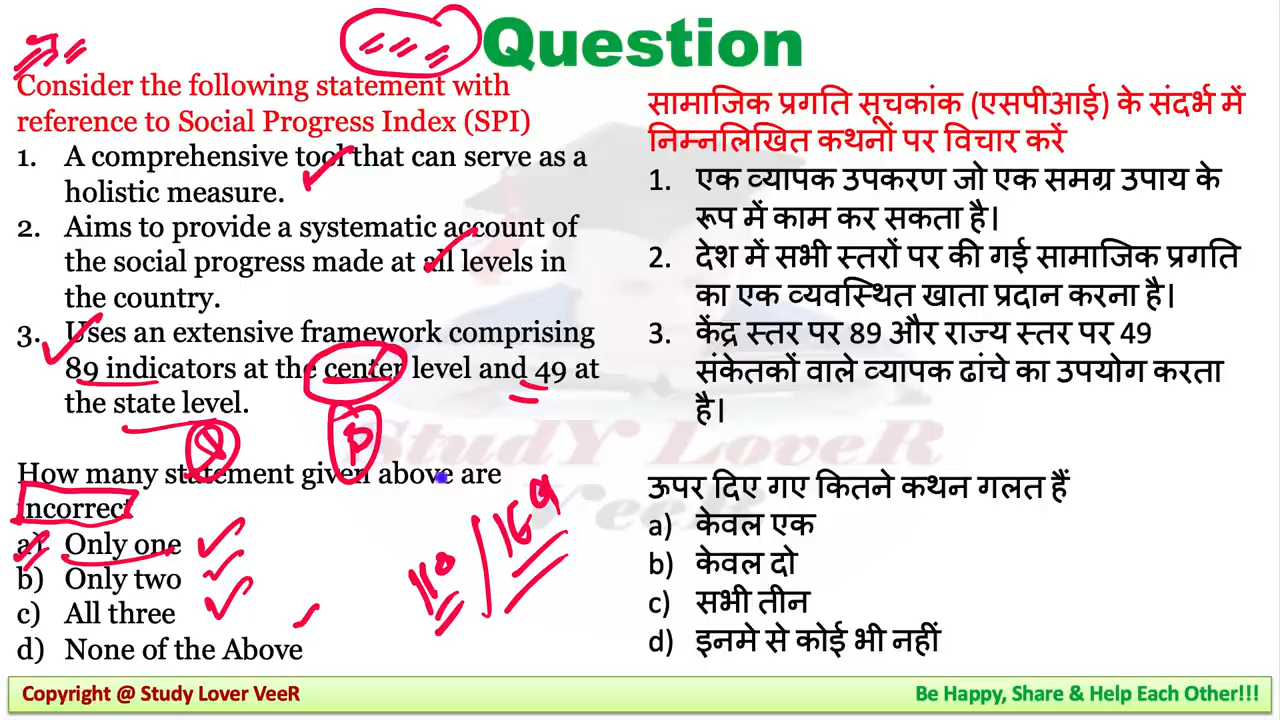 Question
Consider the following statement with
reference to Social Progress Index (SPI)
1. A comprehensive tool that can serve as a
holistic measure.
2. Aims to provide a systematic account of
the social progress made at all levels in
the country.
3. Uses an extensive framework comprising
89 indicators at the center level and 49 at
the state level.
How many statement given above are
incorrect
a) Only one
b) Only two
c) All three
d) None of the Above
सामाजिक प्रगति सूचकांक (एसपीआई) के संदर्भ में
निम्नलिखित कथनों पर विचार करें
1. एक व्यापक उपकरण जो एक समग्र उपाय के
रूप में काम कर सकता है।
2. देश में सभी स्तरों पर की गई सामाजिक प्रगति
का एक व्यवस्थित खाता प्रदान करना है।
3. केंद्र स्तर पर 89 और राज्य स्तर पर 49
संकेतकों वाले व्यापक ढांचे का उपयोग करता
है।
ऊपर दिए गए कितने कथन गलत हैं
a) केवल एक
b) केवल दो
c) सभी तीन
d) इनमे से कोई भी नहीं
110/169
StudY LoveR
VeeR
Copyright @ Study Lover VeeR
Be Happy, Share & Help Each Other!!!